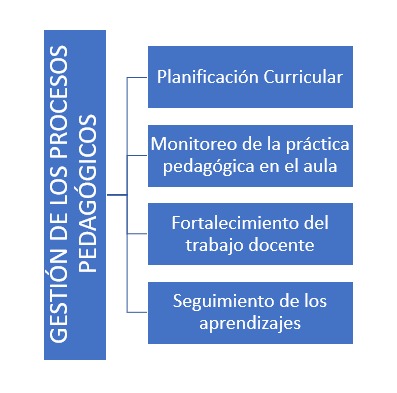 GESTIÓN DE LOS PROCESOS
PEDAGÓGICOS
Planificación Curricular
Monitoreo de la práctica
pedagógica en el aula
Fortalecimiento del
trabajo docente
Seguimiento de los
aprendizajes